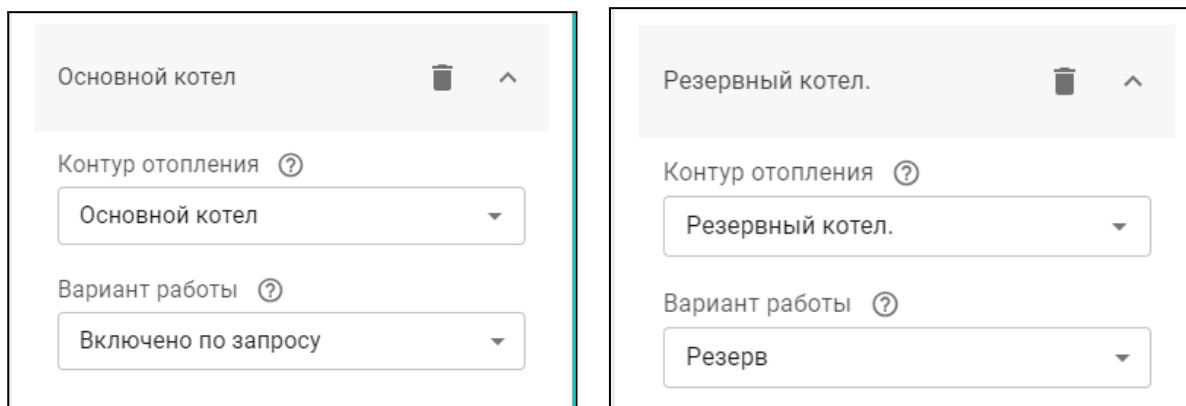 Основной котел
Контур отопления
Основной котел
Вариант работы
Включено по запросу
Резервный котел.
Контур отопления
Резервный котел.
Вариант работы
Резерв